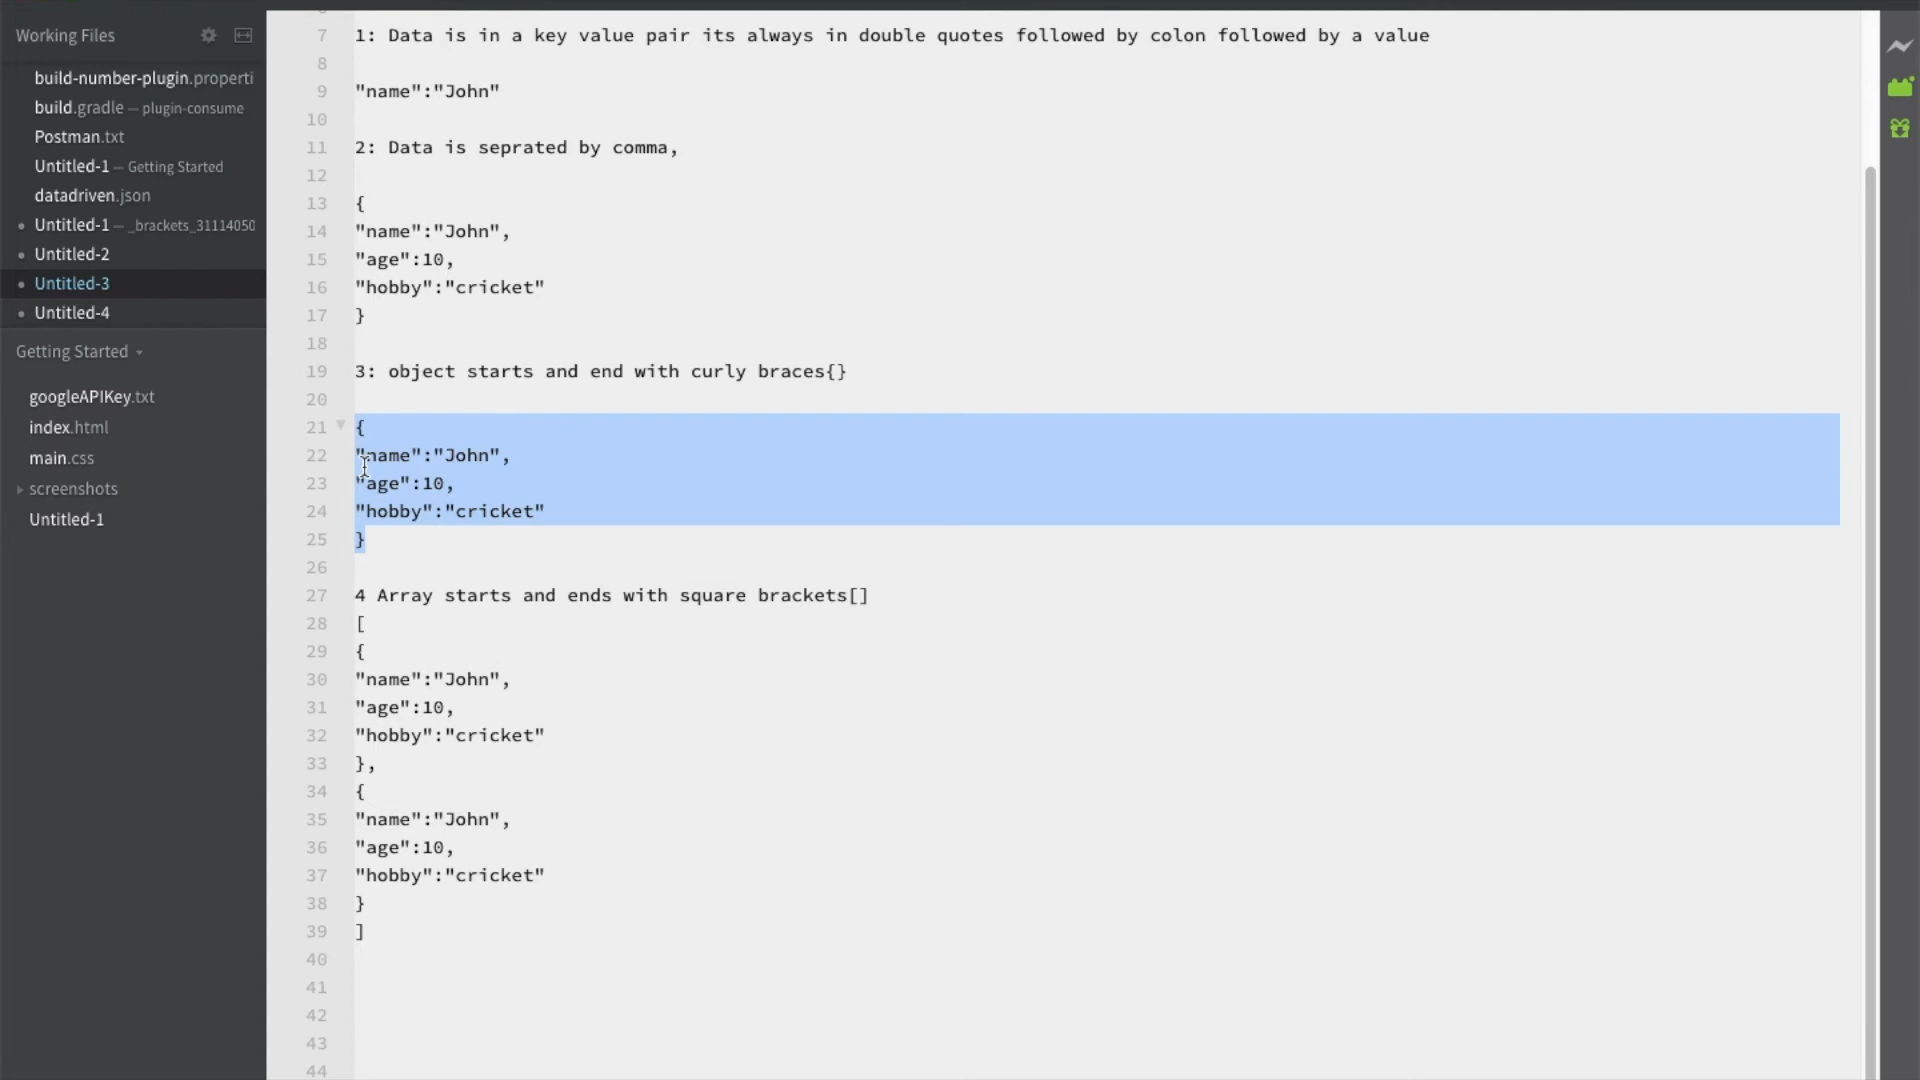 Working Files
build-number-plugin.properti
build.gradle — plugin-consume
Postman.txt
Untitled-1 — Getting Started
datadriven.json
Untitled-1 — _brackets_31114050
Untitled-2
Untitled-3
Untitled-4
Getting Started
googleAPIKey.txt
index.html
main.css
screenshots
Untitled-1
7 1: Data is in a key value pair its always in double quotes followed by colon followed by a value
8
9 "name":"John"
10
11 2: Data is seprated by comma,
12
13 {
14 "name":"John",
15 "age":10,
16 "hobby":"cricket"
17 }
18
19 3: object starts and end with curly braces{}
20
21 {
22 "name":"John",
23 "age":10,
24 "hobby":"cricket"
25 }
26
27 4 Array starts and ends with square brackets[]
28 [
29 {
30 "name":"John",
31 "age":10,
32 "hobby":"cricket"
33 },
34 {
35 "name":"John",
36 "age":10,
37 "hobby":"cricket"
38 }
39 ]
40
41
42
43
44